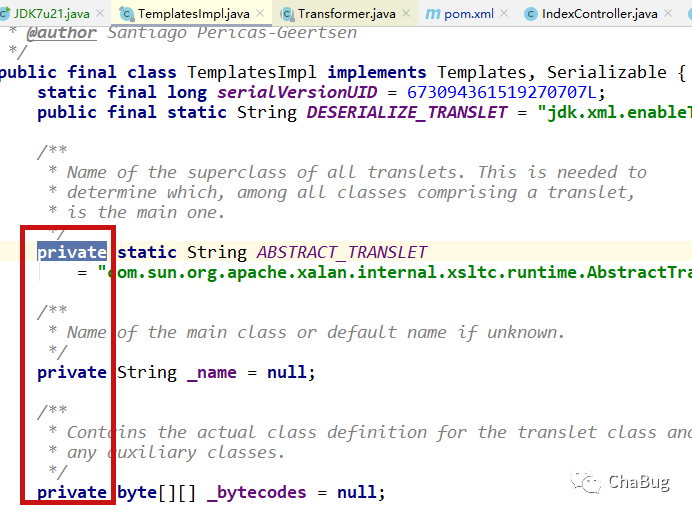 JDK7u21.java × TemplatesImpl.java × Transformer.java × m pom.xml × IndexController.java ×
* @author Santiago Pericas-Geertsen
*/
public final class TemplatesImpl implements Templates, Serializable {
static final long serialVersionUID = 673094361519270707L;
public final static String DESERIALIZE_TRANSLET = "jdk.xml.enableT
/**
* Name of the superclass of all translets. This is needed to
* determine which, among all classes comprising a translet,
* is the main one.
*/
private static String ABSTRACT_TRANSLET
= "com.sun.org.apache.xalan.internal.xsltc.runtime.AbstractTra
/**
* Name of the main class or default name if unknown.
*/
private String _name = null;
/**
* Contains the actual class definition for the translet class and
* any auxiliary classes.
*/
private byte[][] _bytecodes = null;
ChaBug